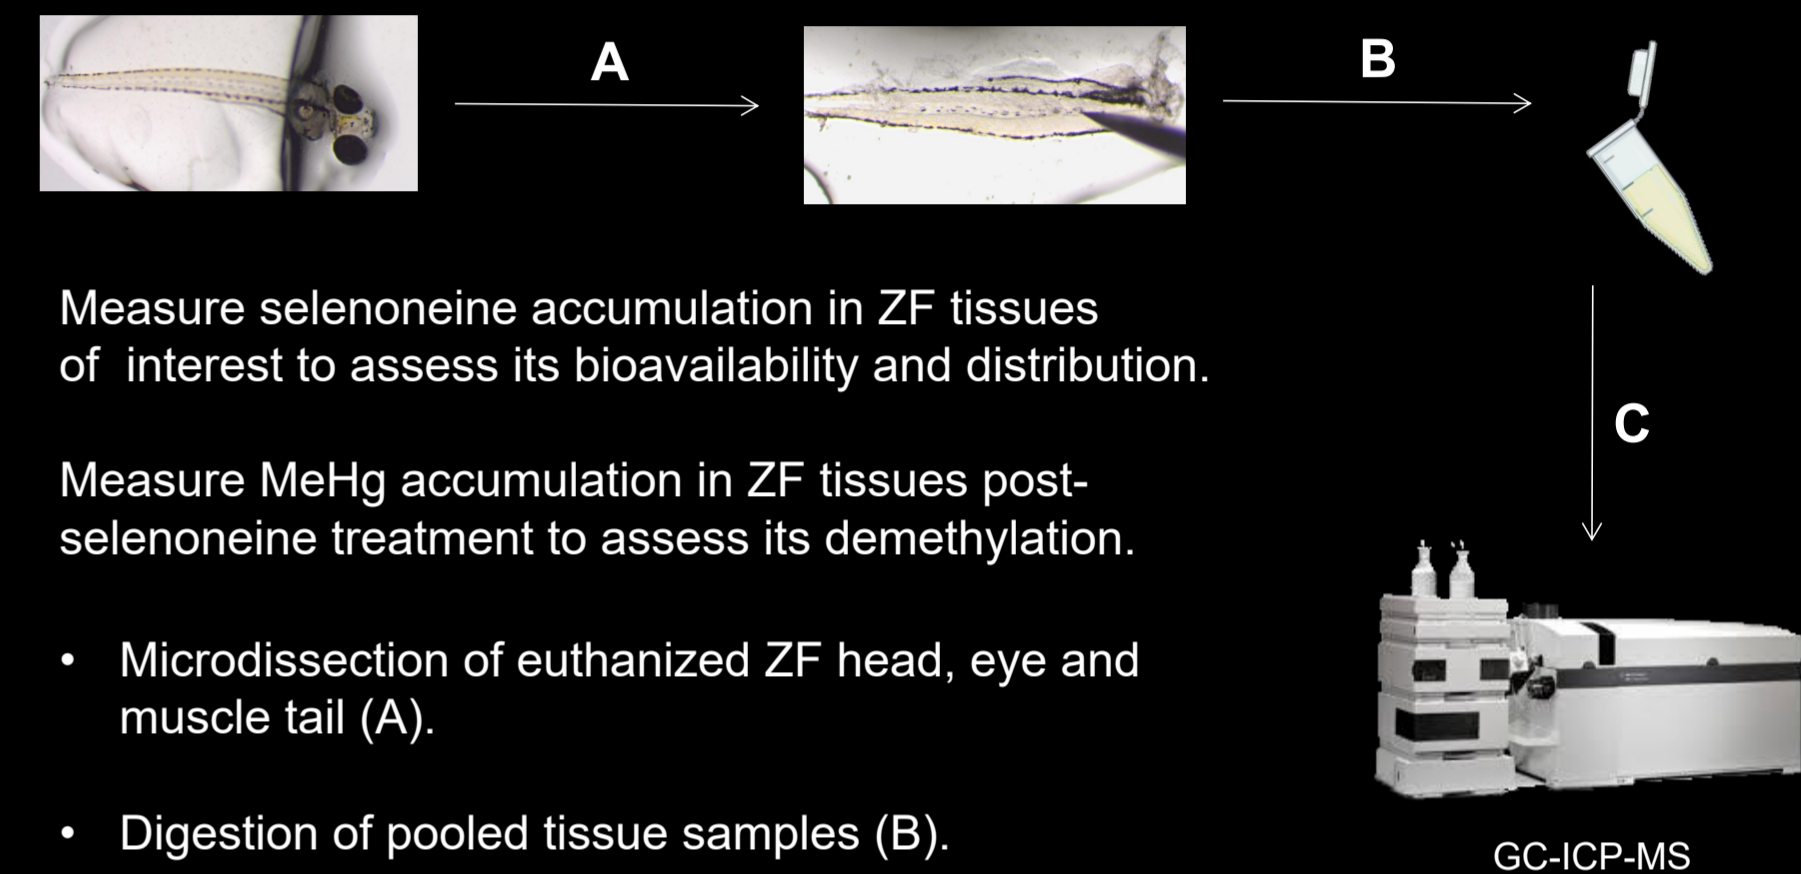 A
B
Measure selenoneine accumulation in ZF tissues
of  interest to assess its bioavailability and distribution.
C
Measure MeHg accumulation in ZF tissues post-
selenoneine treatment to assess its demethylation.
• Microdissection of euthanized ZF head, eye and
muscle tail (A).
• Digestion of pooled tissue samples (B).
GC-ICP-MS